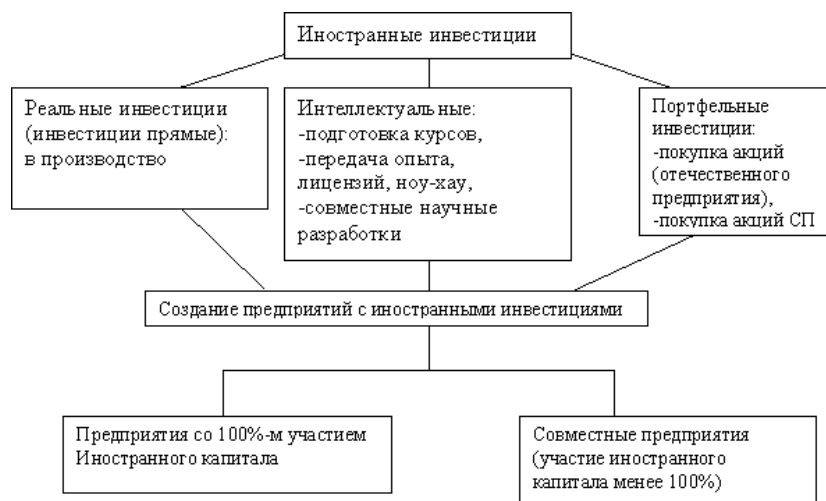 Иностранные инвестиции
Реальные инвестиции
(инвестиции прямые):
в производство
Интеллектуальные:
-подготовка курсов,
-передача опыта,
лицензий, ноу-хау,
-совместные научные
разработки
Портфельные
инвестиции:
-покупка акций
(отечественного
предприятия),
-покупка акций СП
Создание предприятий с иностранными инвестициями
Предприятия со 100%-м участием
Иностранного капитала
Совместные предприятия
(участие иностранного
капитала менее 100%)